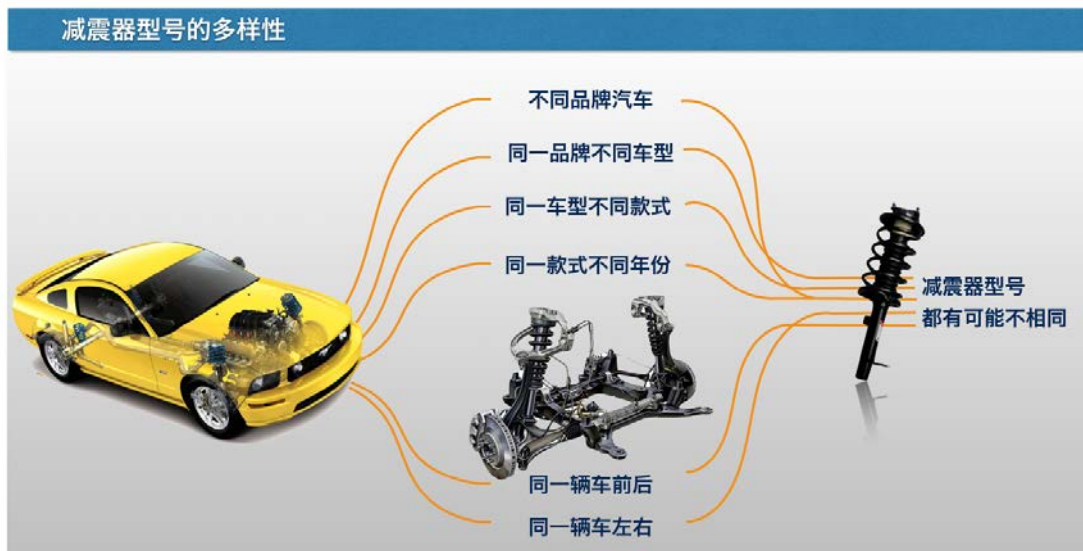 减震器型号的多样性
不同品牌汽车
同一品牌不同车型
同一车型不同款式
同一款式不同年份
减震器型号
都有可能不相同
同一辆车前后
同一辆车左右